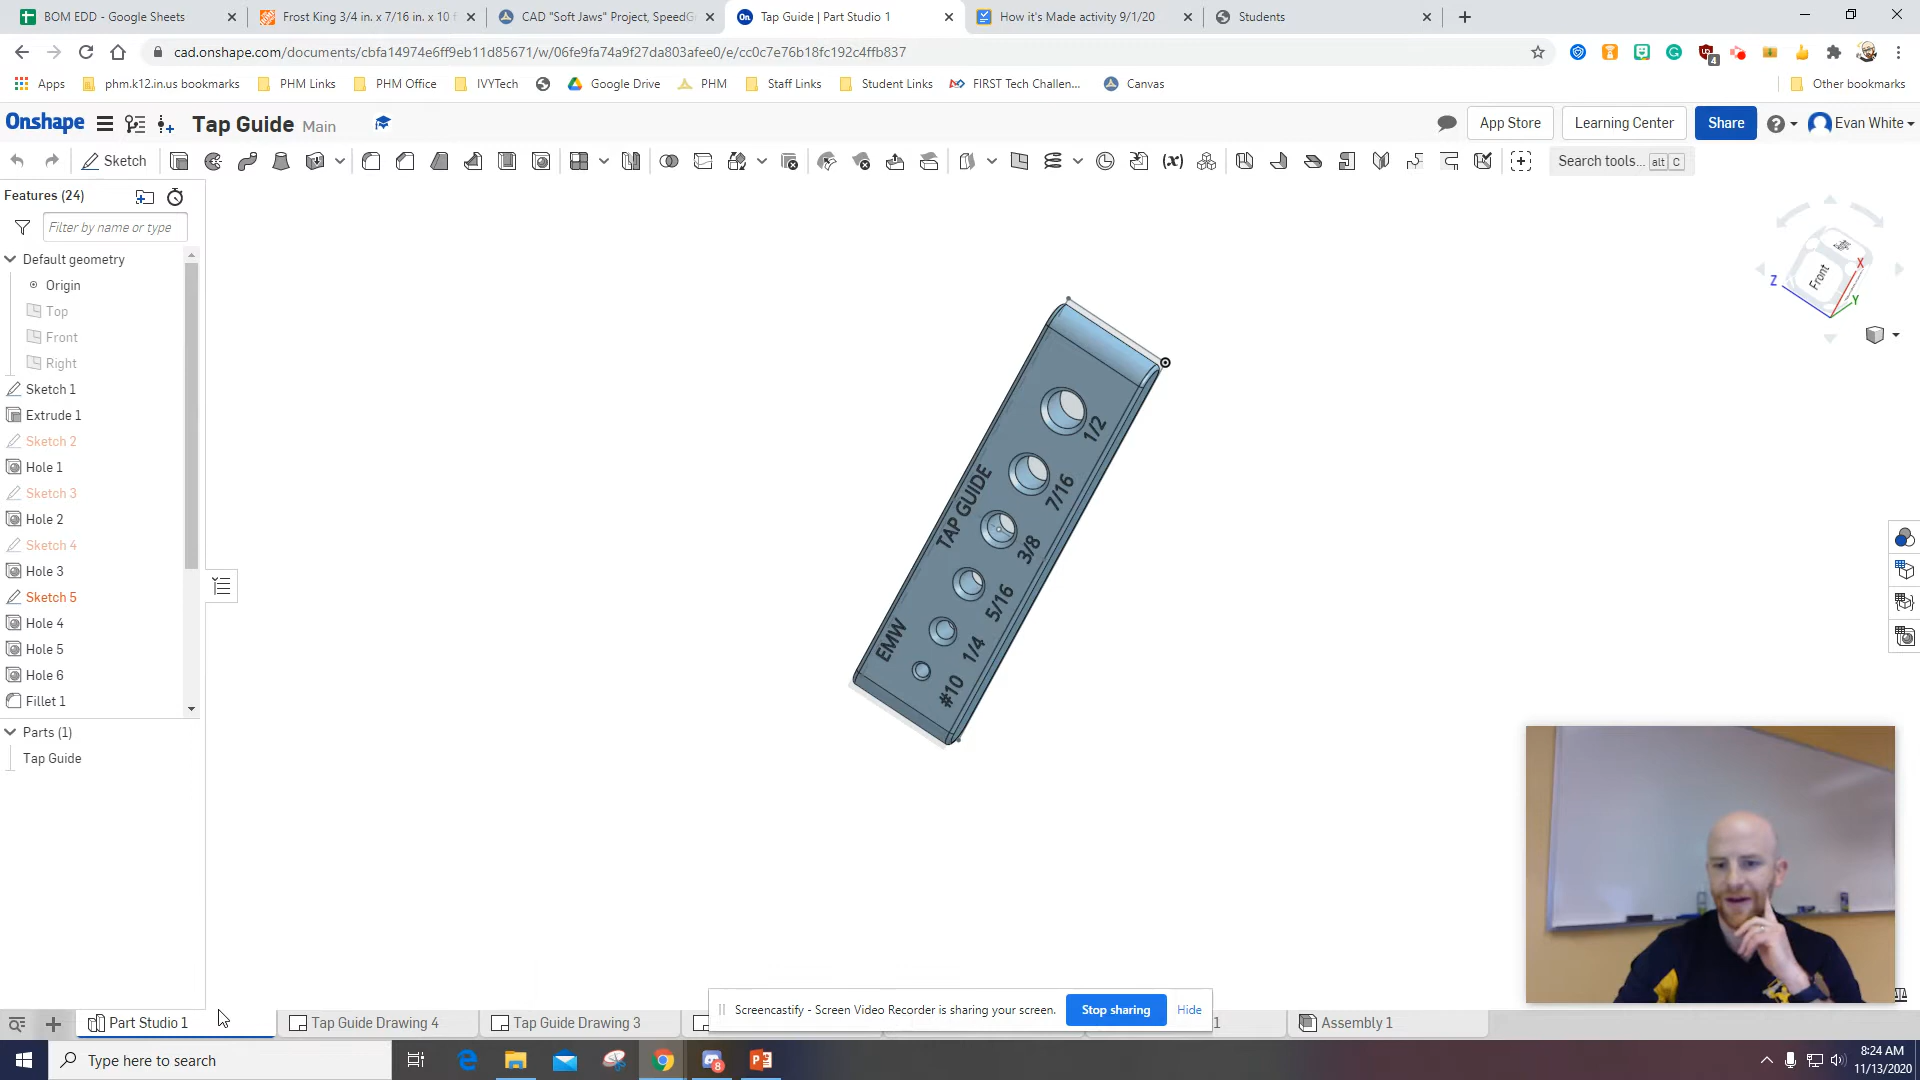 BOM EDD - Google Sheets
Frost King 3/4 in. x 7/16 in. x 10 f
CAD "Soft Jaws" Project, SpeedG
Tap Guide | Part Studio 1
How it's Made activity 9/1/20
Students
cad.onshape.com/documents/cbfa14974e6ff9eb11d85671/w/06fe9fa74a9f27da803afee0/e/cc0c7e76b18fc192c4ffb837
Apps
phm.k12.in.us bookmarks
PHM Links
PHM Office
IVYTech
Google Drive
PHM
Staff Links
Student Links
FIRST Tech Challen...
Canvas
Other bookmarks
Onshape
Tap Guide Main
App Store
Learning Center
Share
Evan White
Sketch
Search tools... alt C
Features (24)
Filter by name or type
Default geometry
Origin
Top
Front
Right
Sketch 1
Extrude 1
Sketch 2
Hole 1
Sketch 3
Hole 2
Sketch 4
Hole 3
Sketch 5
Hole 4
Hole 5
Hole 6
Fillet 1
Parts (1)
Tap Guide
TAP GUIDE
EMW
1/2
7/16
3/8
5/16
1/4
#10
Front
X
Y
Z
Screencastify - Screen Video Recorder is sharing your screen.
Stop sharing
Hide
Part Studio 1
Tap Guide Drawing 4
Tap Guide Drawing 3
1
Assembly 1
Type here to search
8:24 AM
11/13/2020